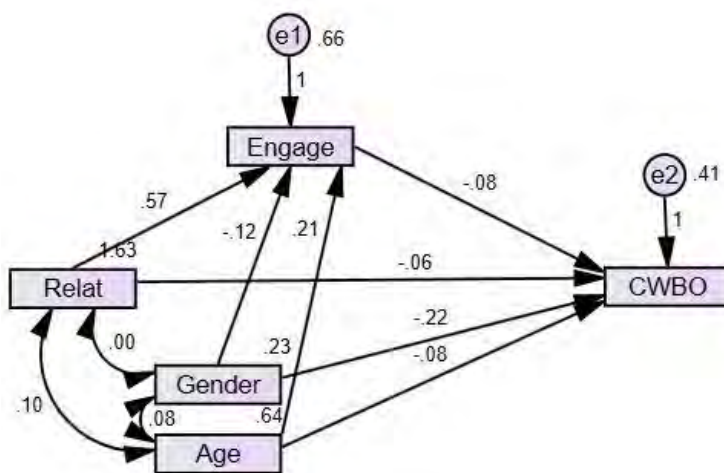 e1 .66
1
Engage
e2 .41
.57
-.08
1
-.12
.21
1.63
-.06
Relat
CWBO
.00
.23
-.22
Gender
-.08
.10
.08
.64
Age